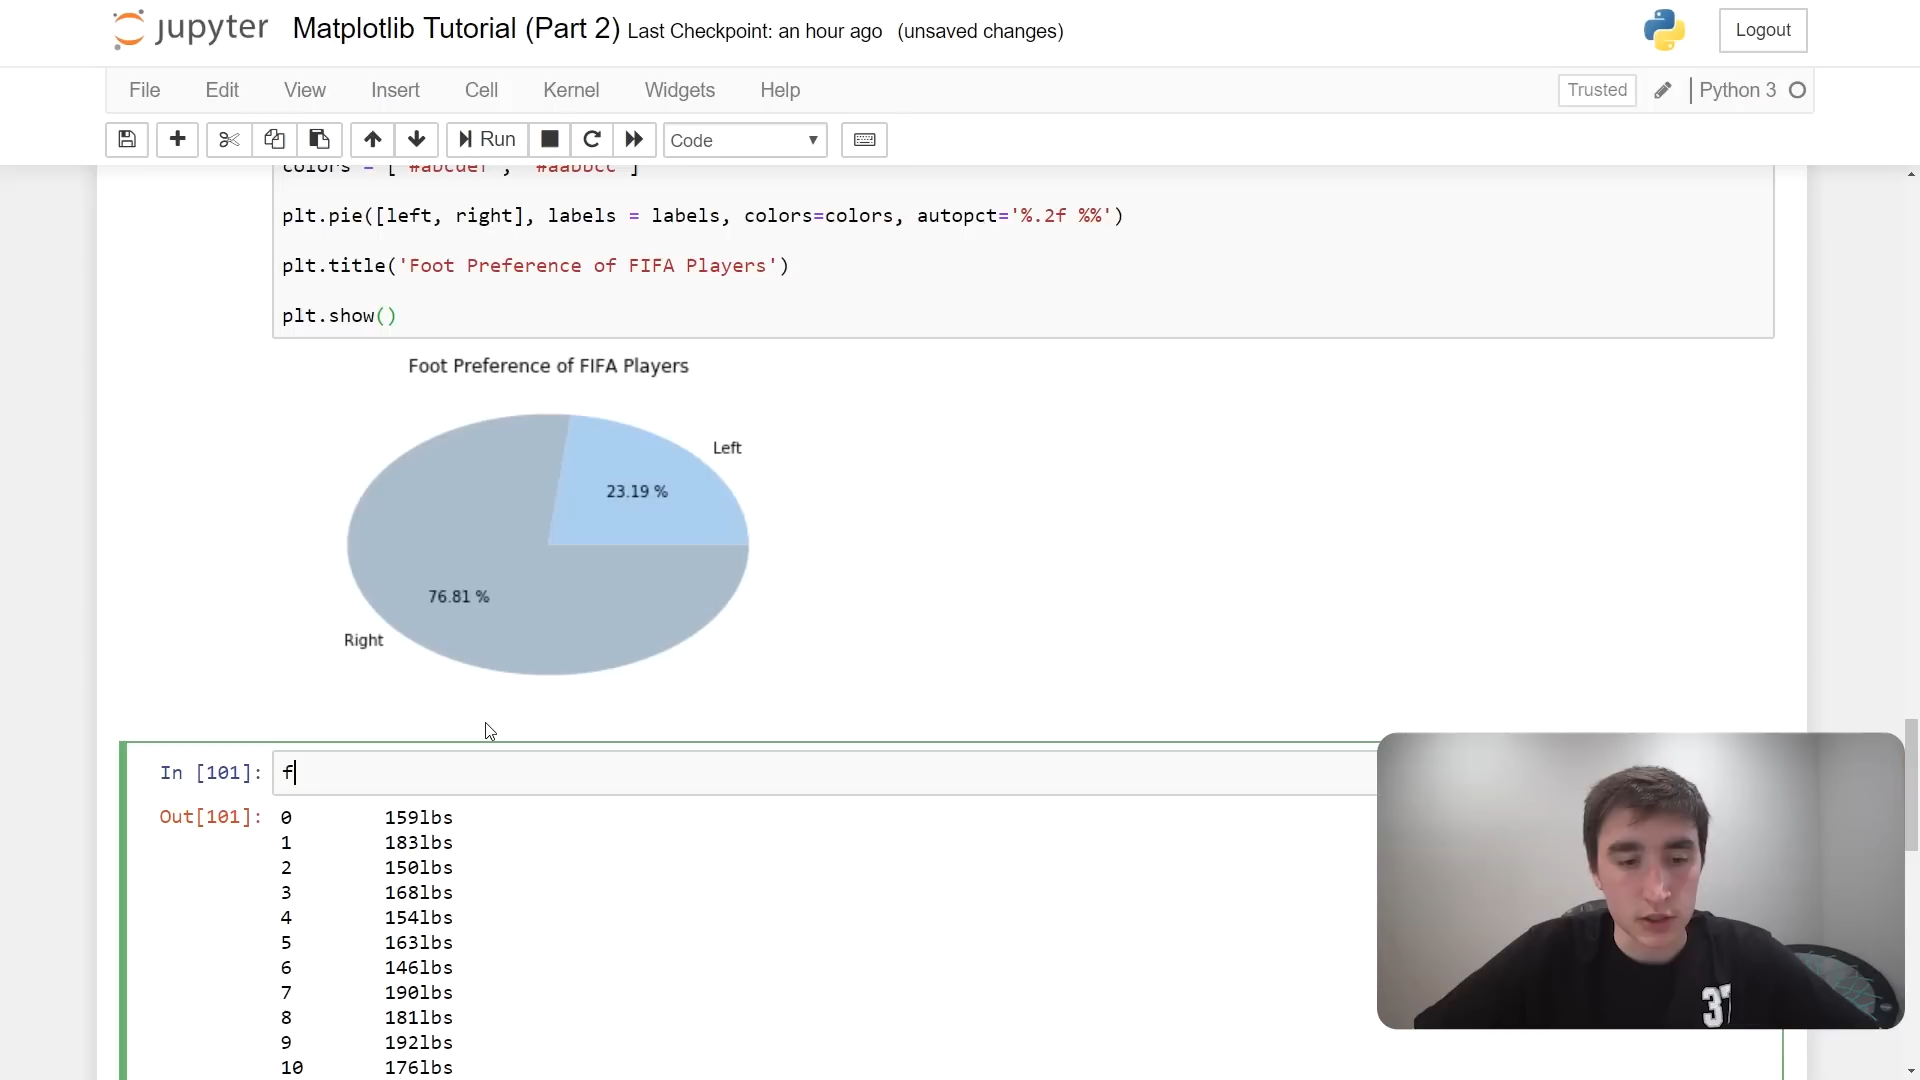 jupyter Matplotlib Tutorial (Part 2) Last Checkpoint: an hour ago (unsaved changes)
Logout
File Edit View Insert Cell Kernel Widgets Help
Trusted Python 3
Run Code
colors = ['#abcdef', '#aabbcc']
plt.pie([left, right], labels = labels, colors=colors, autopct='%.2f %%')
plt.title('Foot Preference of FIFA Players')
plt.show()
Foot Preference of FIFA Players
Left
23.19 %
76.81 %
Right
In [101]: f
Out[101]: 0 159lbs
1 183lbs
2 150lbs
3 168lbs
4 154lbs
5 163lbs
6 146lbs
7 190lbs
8 181lbs
9 192lbs
10 176lbs
37